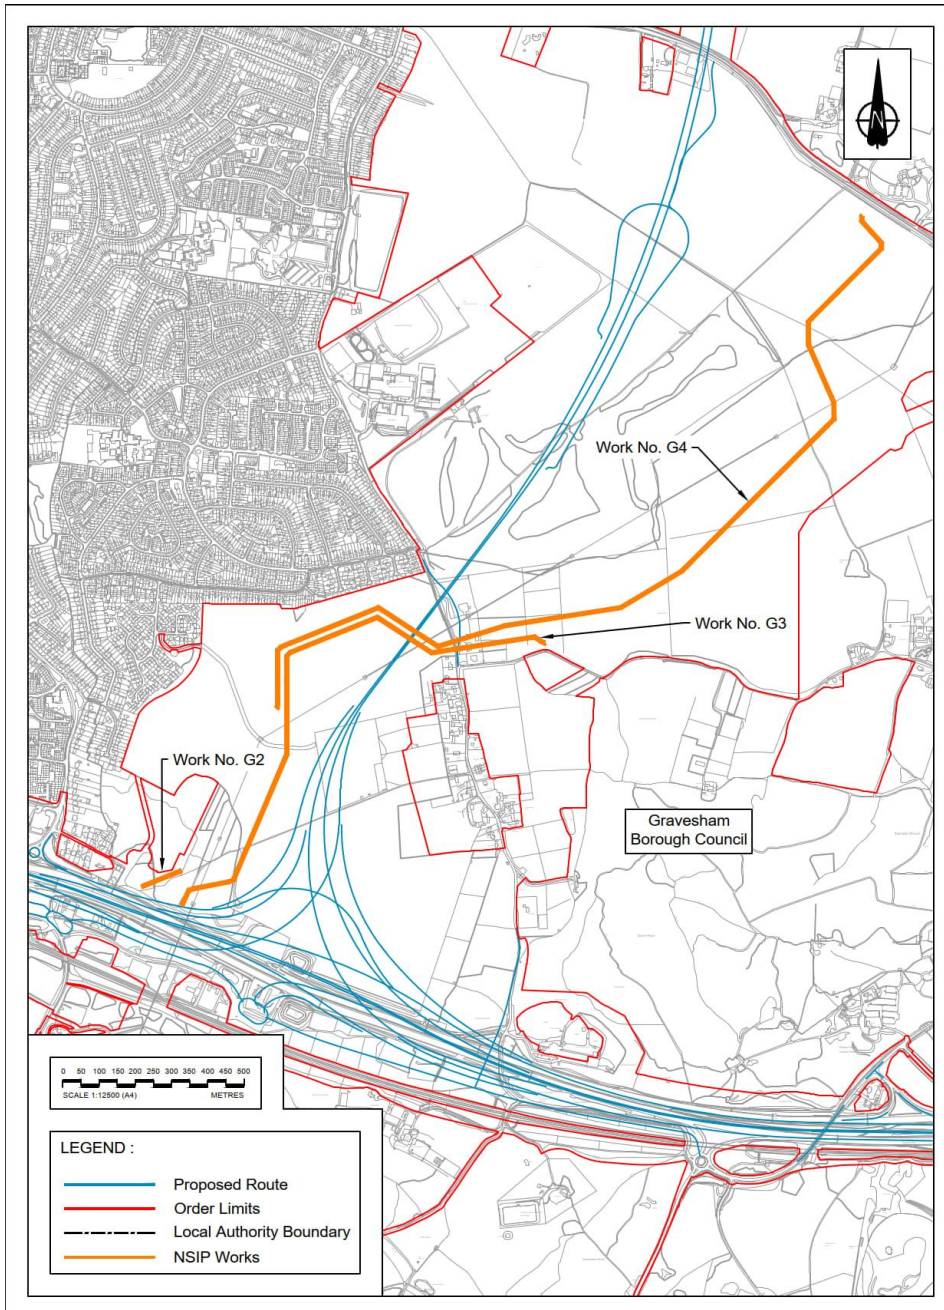 N
Work No. G4
Work No. G3
Work No. G2
Gravesham
Borough Council
0 50 100 150 200 250 300 350 400 450 500
SCALE 1:12500 (A4) METRES
LEGEND :
Proposed Route
Order Limits
Local Authority Boundary
NSIP Works